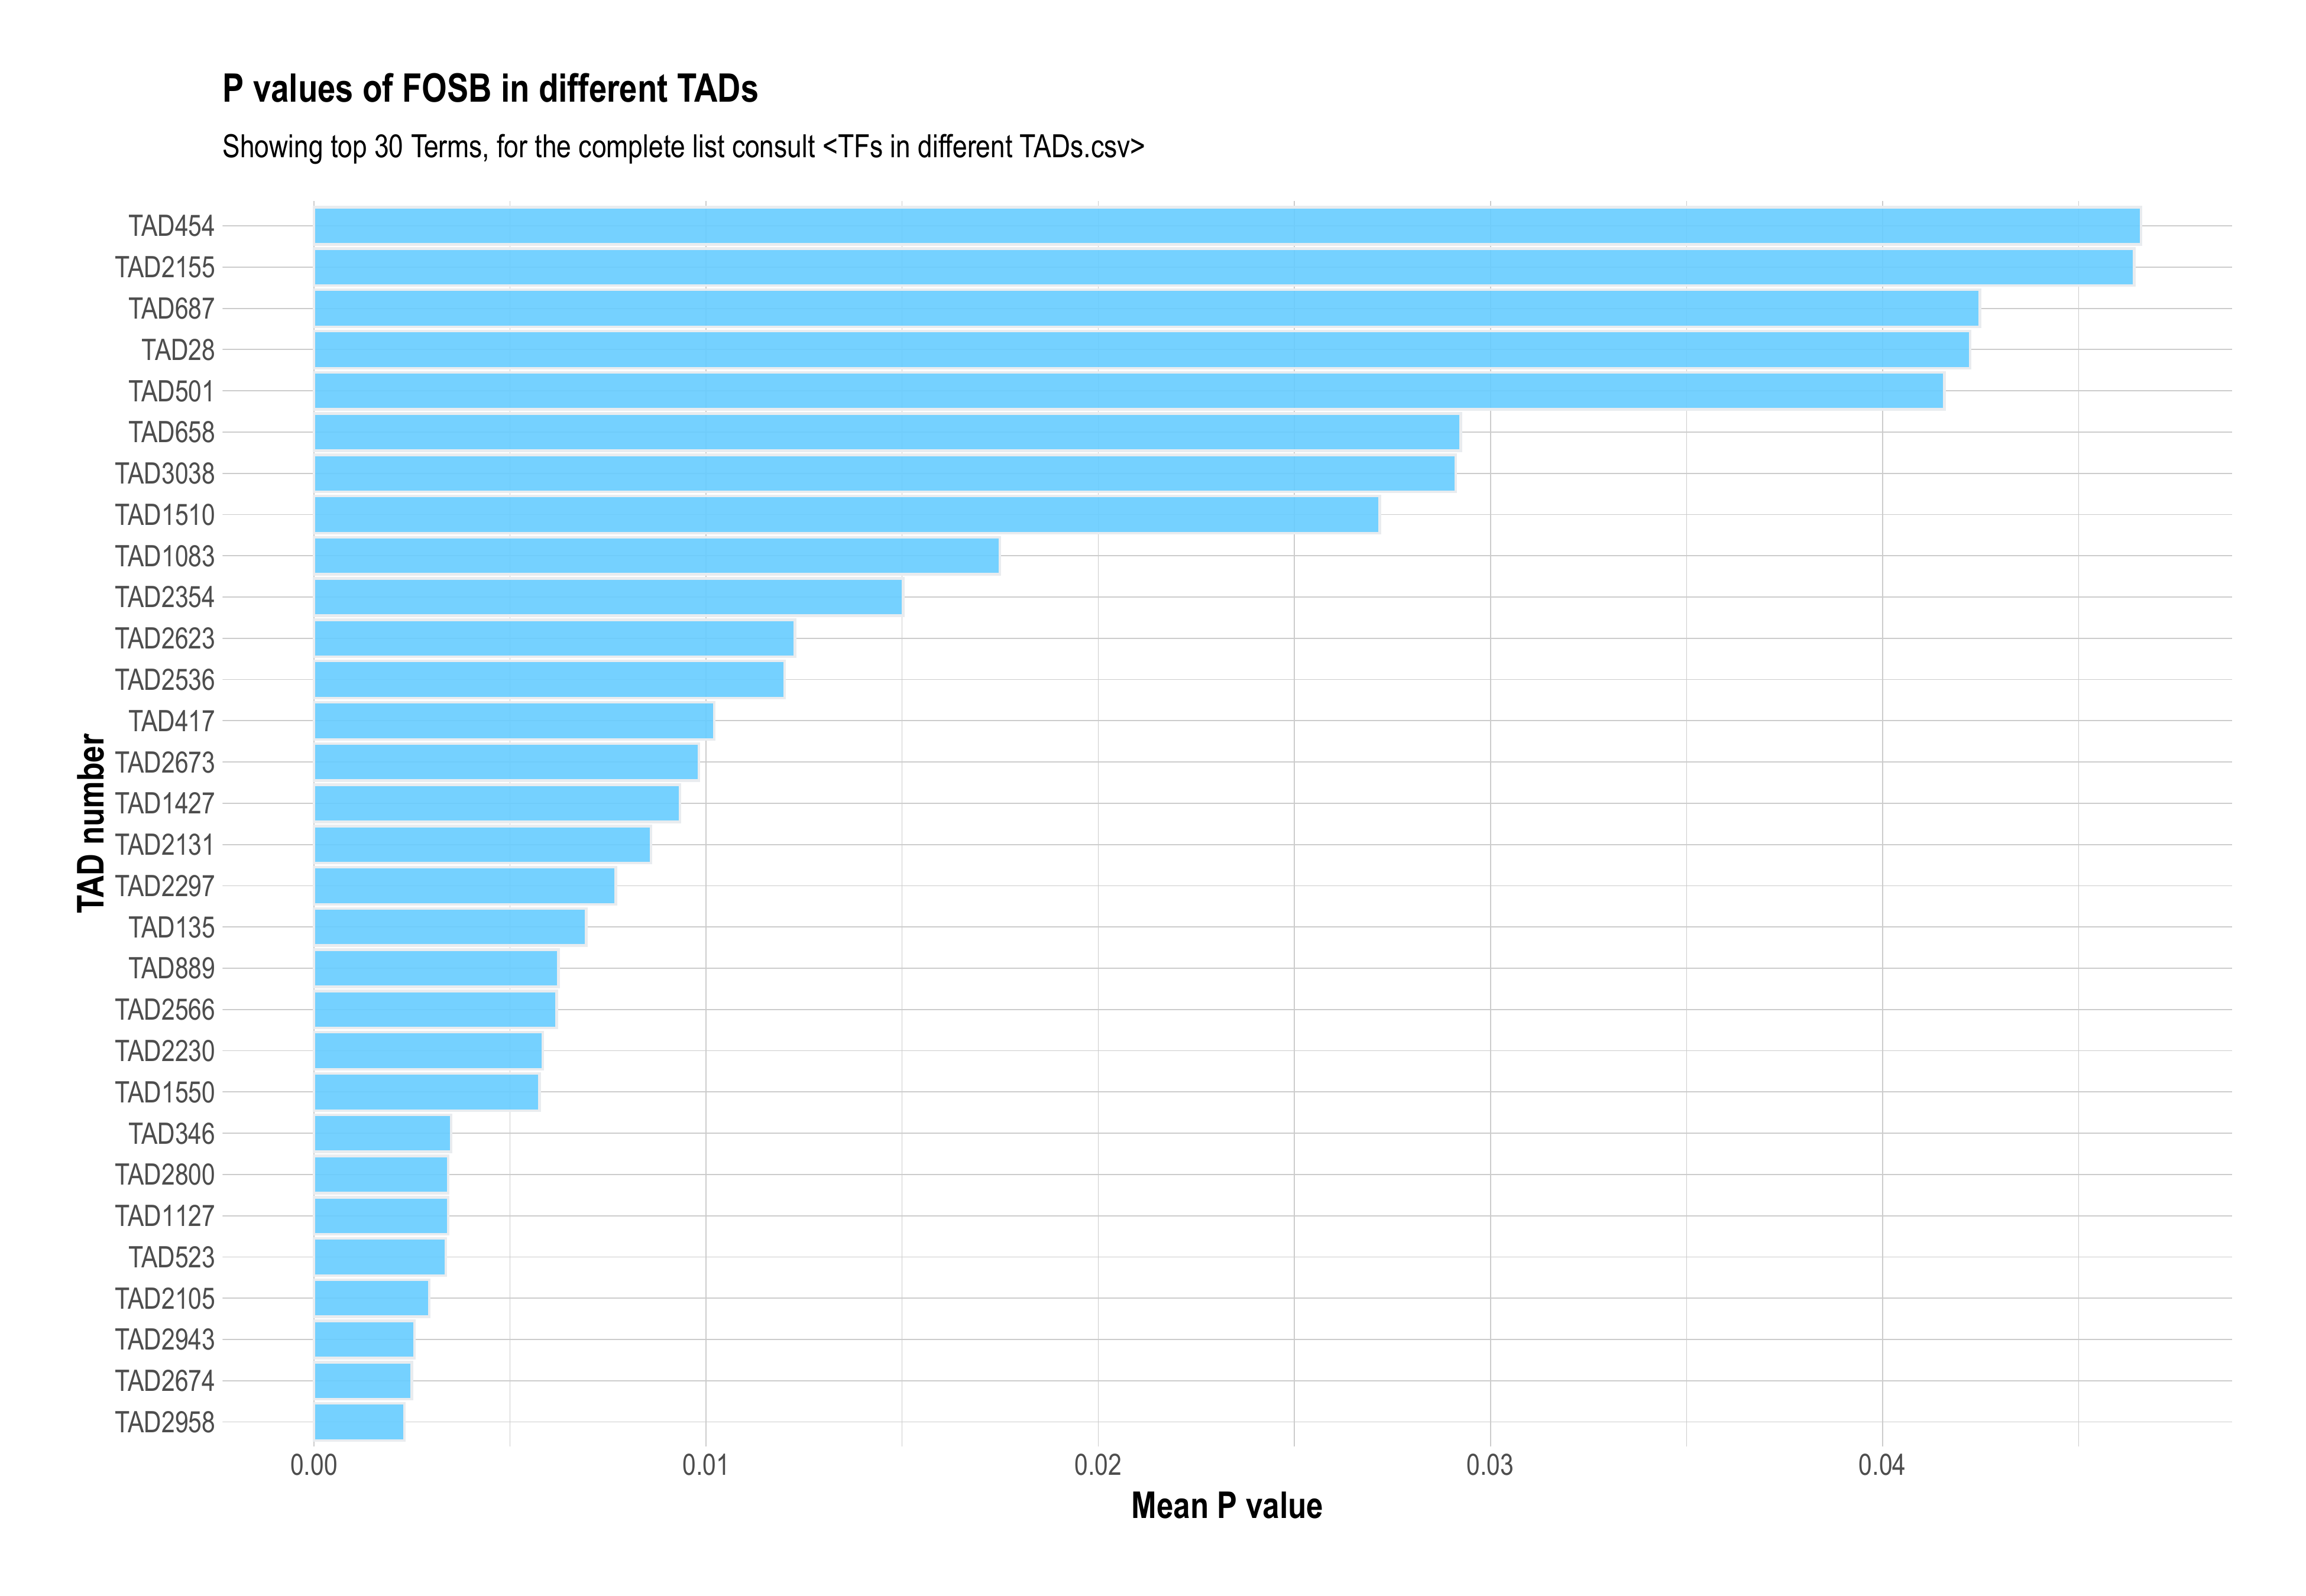 P values of FOSB in different TADs
Showing top 30 Terms, for the complete list consult <TFs in different TADs.csv>
TAD number
TAD454
TAD2155
TAD687
TAD28
TAD501
TAD658
TAD3038
TAD1510
TAD1083
TAD2354
TAD2623
TAD2536
TAD417
TAD2673
TAD1427
TAD2131
TAD2297
TAD135
TAD889
TAD2566
TAD2230
TAD1550
TAD346
TAD2800
TAD1127
TAD523
TAD2105
TAD2943
TAD2674
TAD2958
0.00 0.01 0.02 0.03 0.04
Mean P value